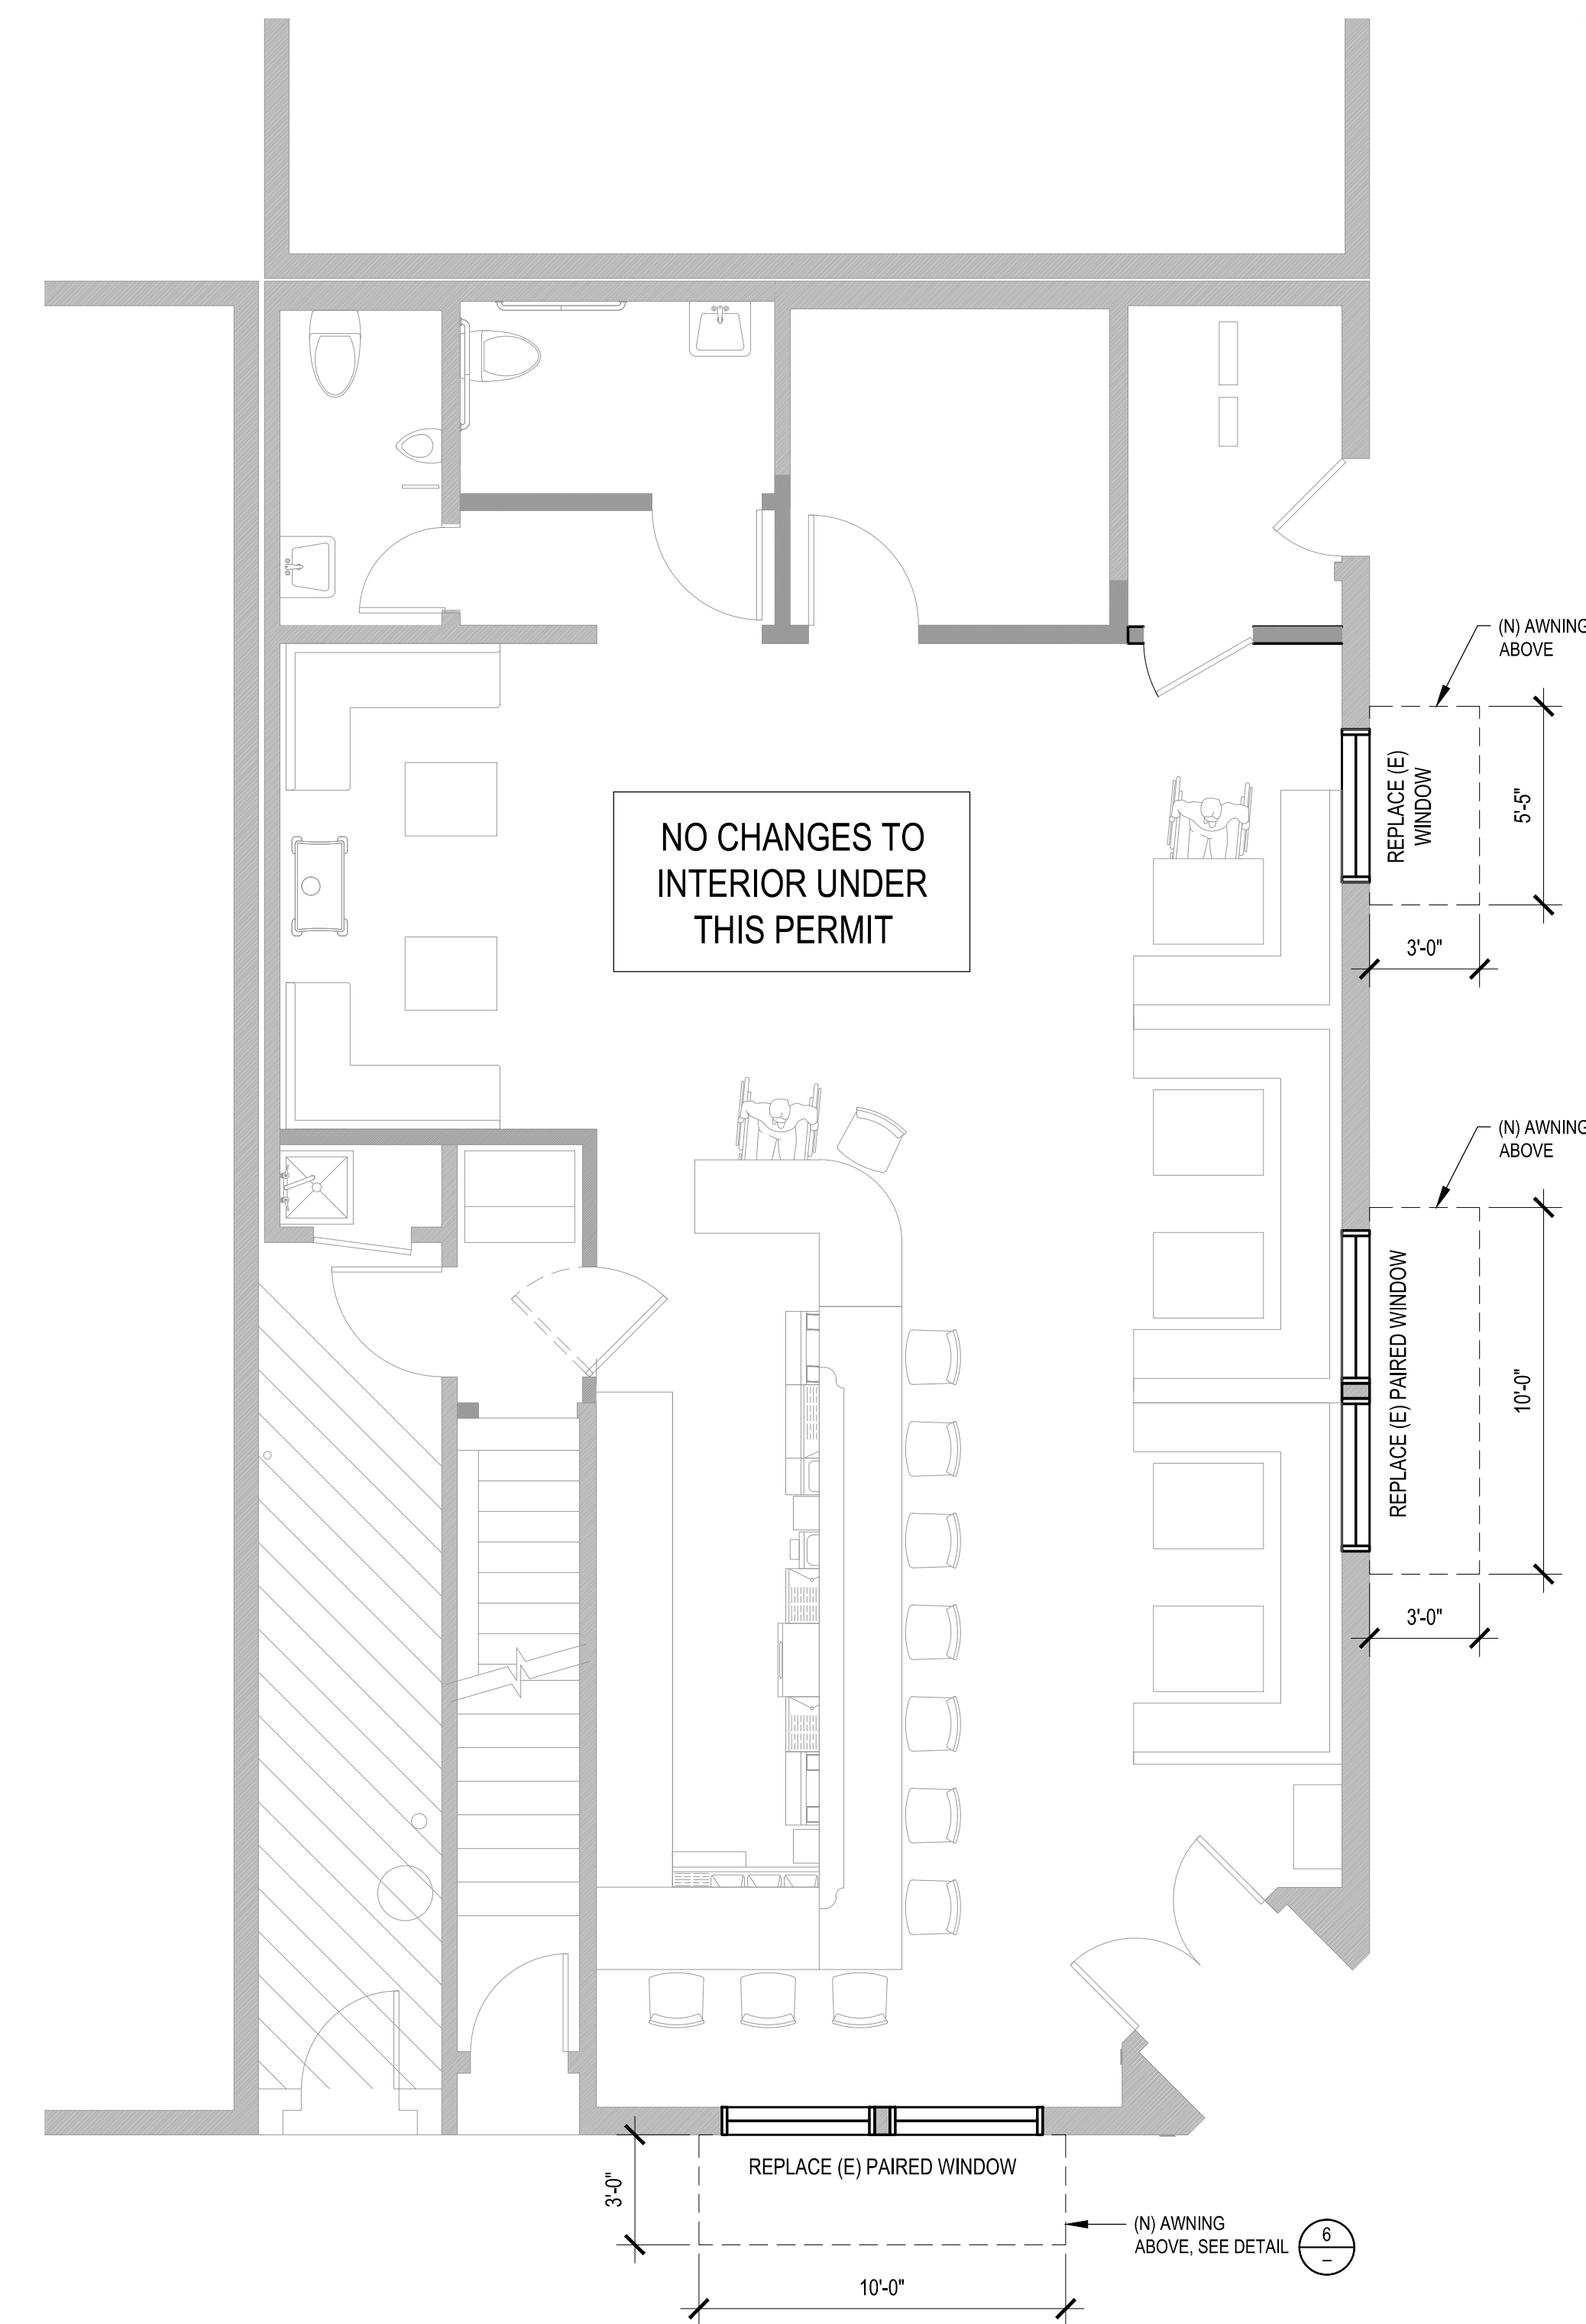 (N) AWNING
ABOVE
REPLACE (E)
WINDOW
5'-5"
NO CHANGES TO
INTERIOR UNDER
THIS PERMIT
3'-0"
(N) AWNING
ABOVE
REPLACE (E) PAIRED WINDOW
10'-0"
3'-0"
REPLACE (E) PAIRED WINDOW
3'-0"
(N) AWNING
ABOVE, SEE DETAIL
6
–
10'-0"